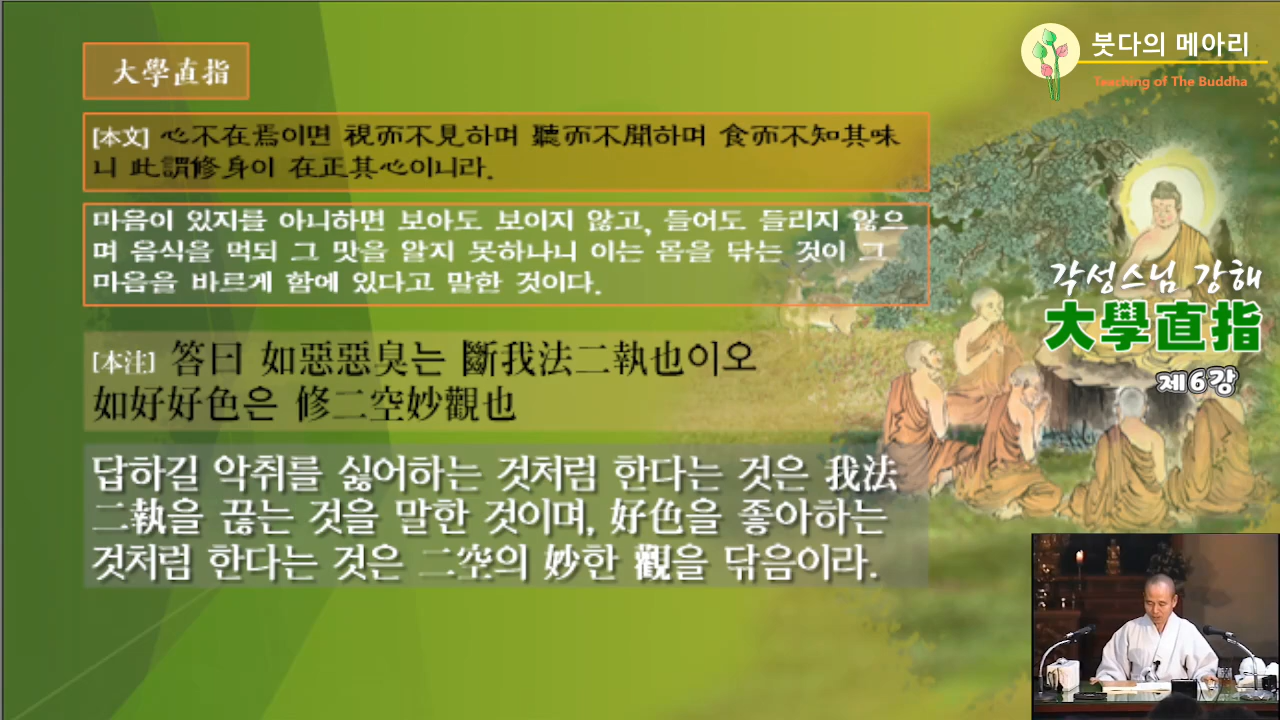 大學直指
[本文] 心不在焉이면 視而不見하며 聽而不聞하며 食而不知其味
니 此謂修身이 在正其心이니라.
마음이 있지를 아니하면 보아도 보이지 않고, 들어도 들리지 않으
며 음식을 먹되 그 맛을 알지 못하나니 이는 몸을 닦는 것이 그
마음을 바르게 함에 있다고 말한 것이다.
[本注] 答曰 如惡惡臭는 斷我法二執也이오
如好好色은 修二空妙觀也
답하길 악취를 싫어하는 것처럼 한다는 것은 我法
二執을 끊는 것을 말한 것이며, 好色을 좋아하는
것처럼 한다는 것은 二空의 妙한 觀을 닦음이라.
붓다의 메아리
Teaching of The Buddha
각성스님 강해
大學直指
제6강